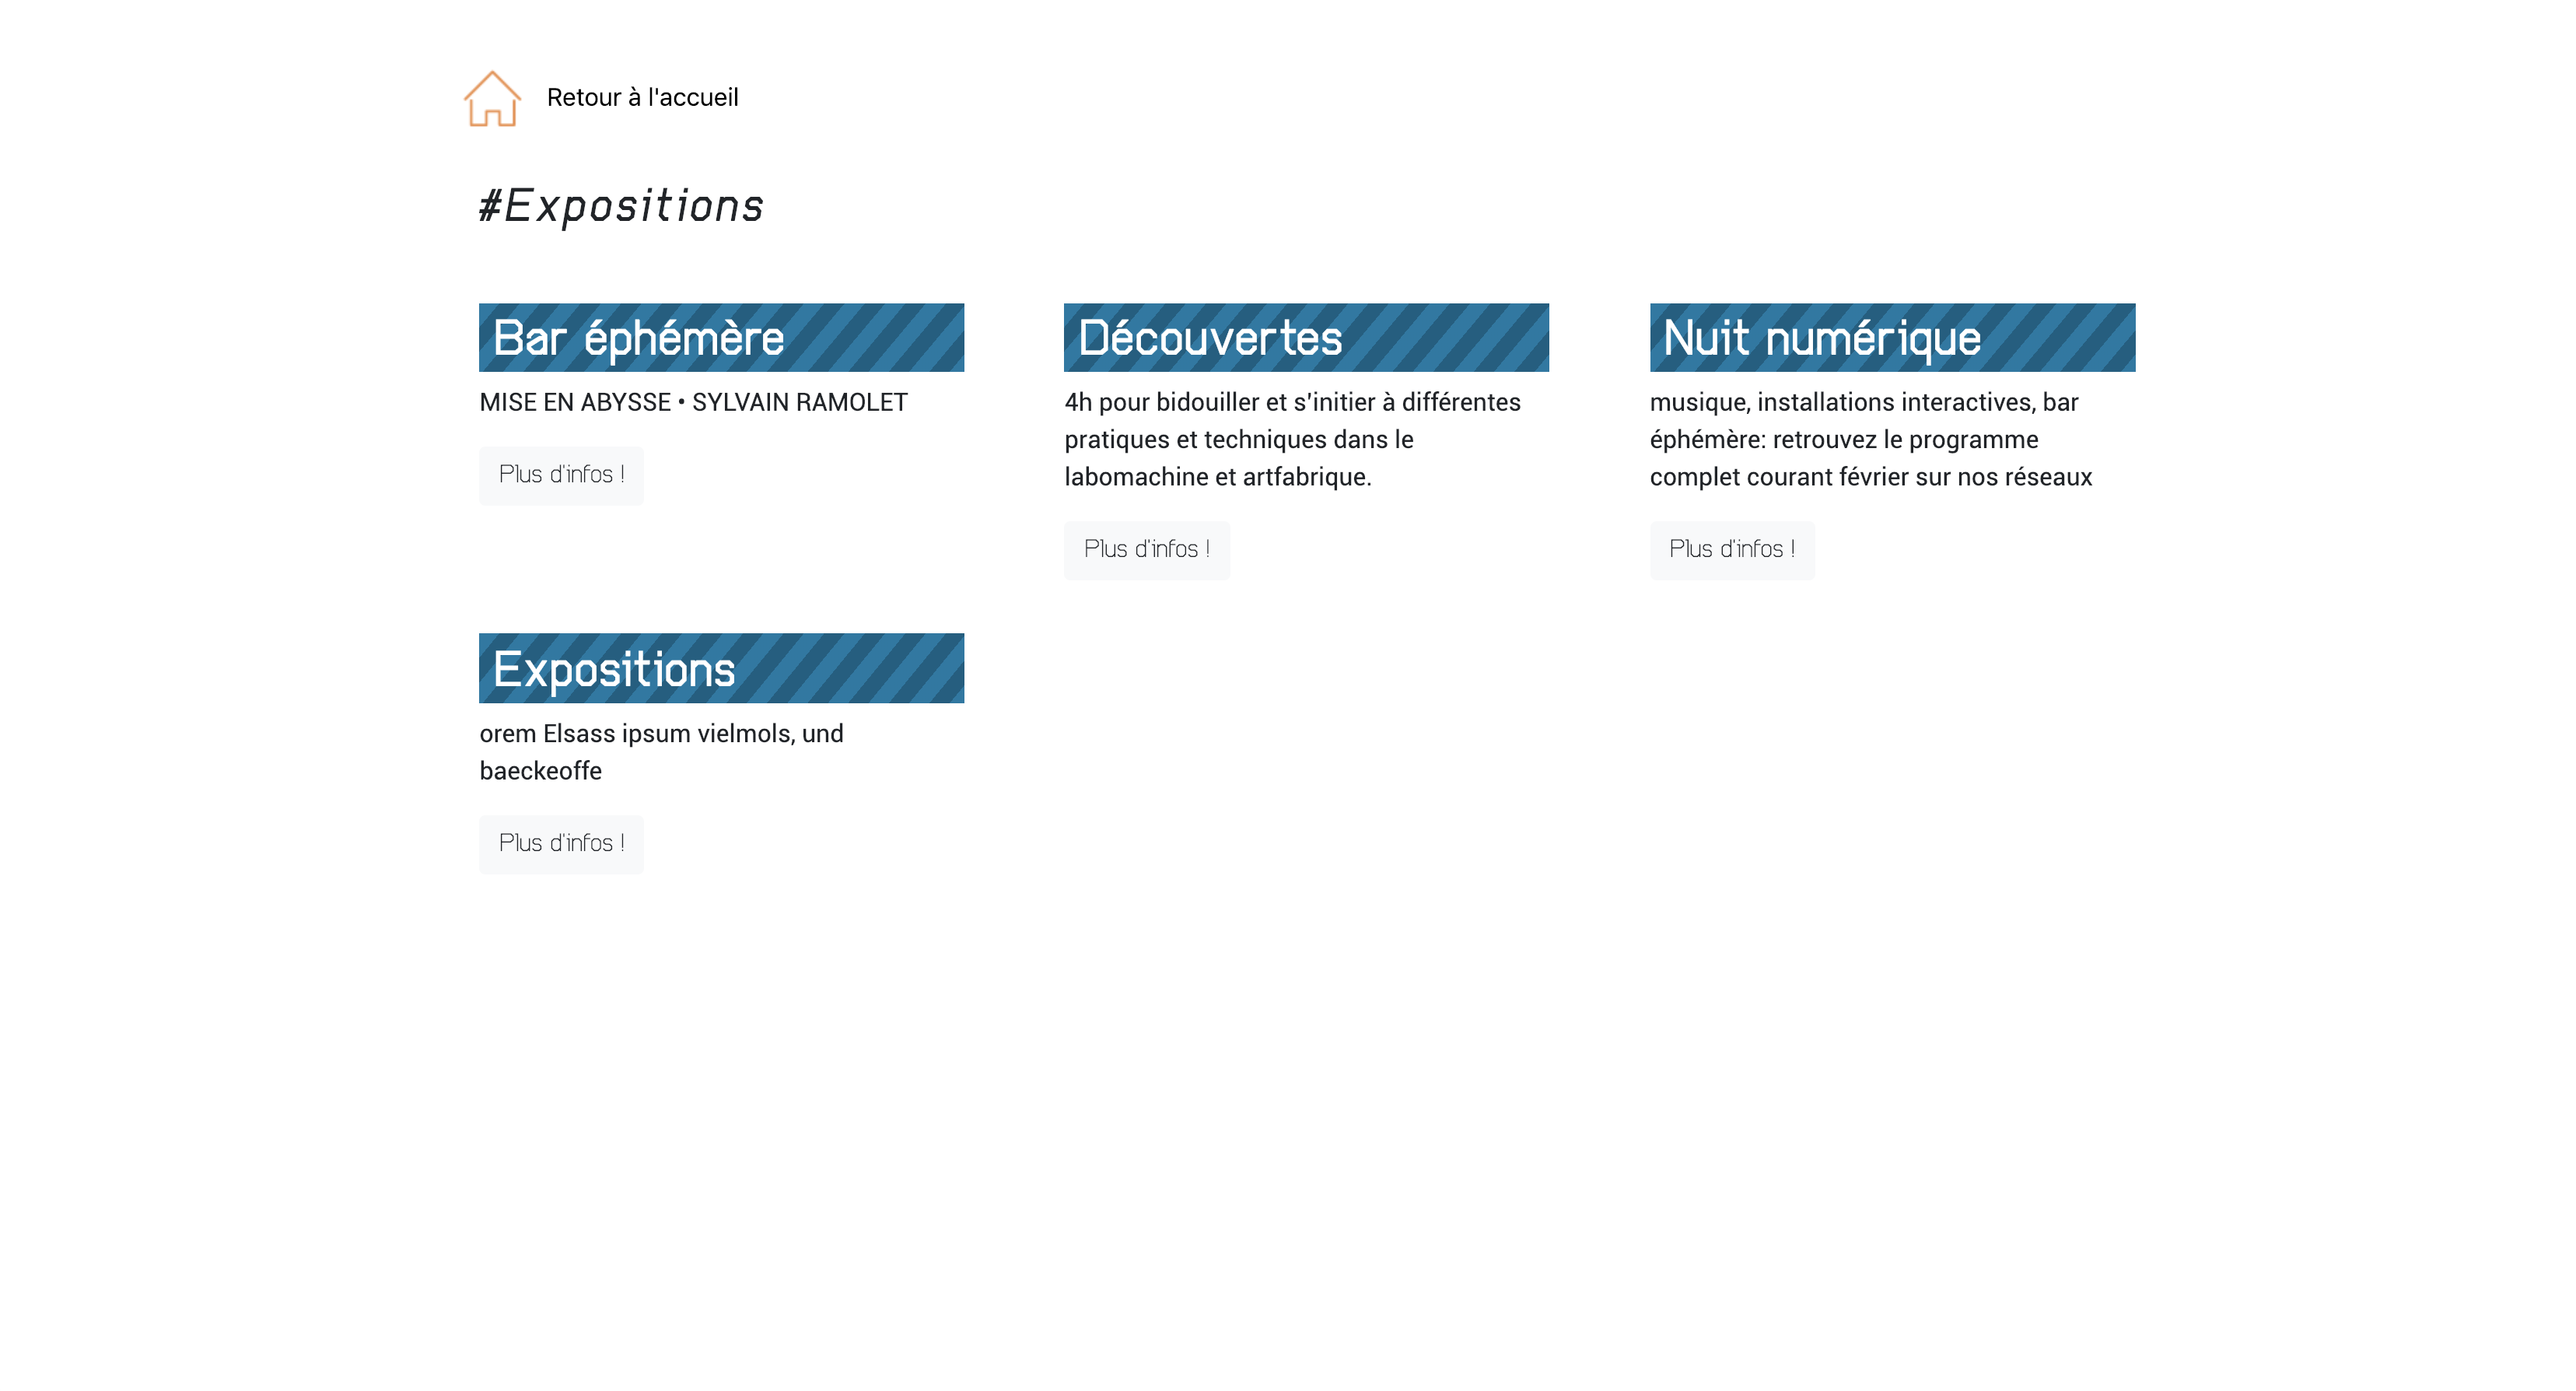 Retour à l'accueil
#Expositions
Bar éphémère
MISE EN ABYSSE • SYLVAIN RAMOLET
Plus d'infos !
Découvertes
4h pour bidouiller et s'initier à différentes
pratiques et techniques dans le
labomachine et artfabrique.
Plus d'infos !
Nuit numérique
musique, installations interactives, bar
éphémère: retrouvez le programme
complet courant février sur nos réseaux
Plus d'infos !
Expositions
orem Elsass ipsum vielmols, und
baeckeoffe
Plus d'infos !